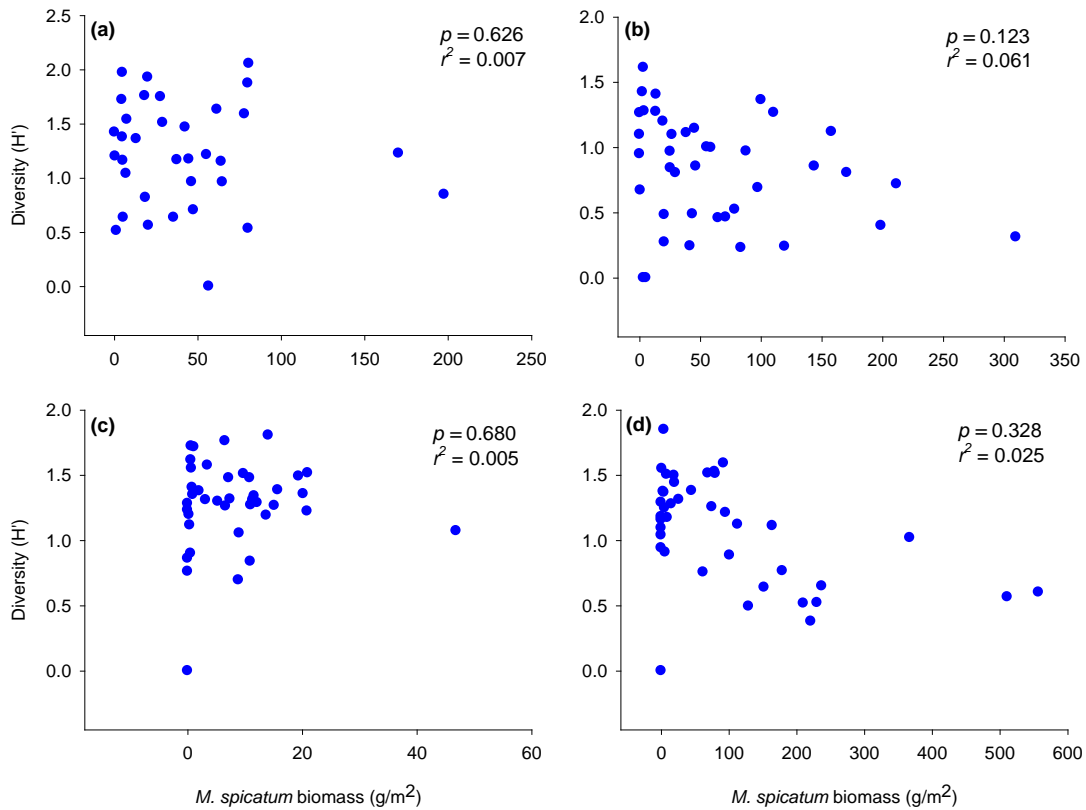 (a)
p = 0.626
r² = 0.007
Diversity (H')
2.5
2.0
1.5
1.0
0.5
0.0
0 50 100 150 200 250
(b)
p = 0.123
r² = 0.061
2.0
1.5
1.0
0.5
0.0
0 50 100 150 200 250 300 350
(c)
p = 0.680
r² = 0.005
Diversity (H')
2.0
1.5
1.0
0.5
0.0
0 20 40 60
M. spicatum biomass (g/m²)
(d)
p = 0.328
r² = 0.025
2.0
1.5
1.0
0.5
0.0
0 100 200 300 400 500 600
M. spicatum biomass (g/m²)